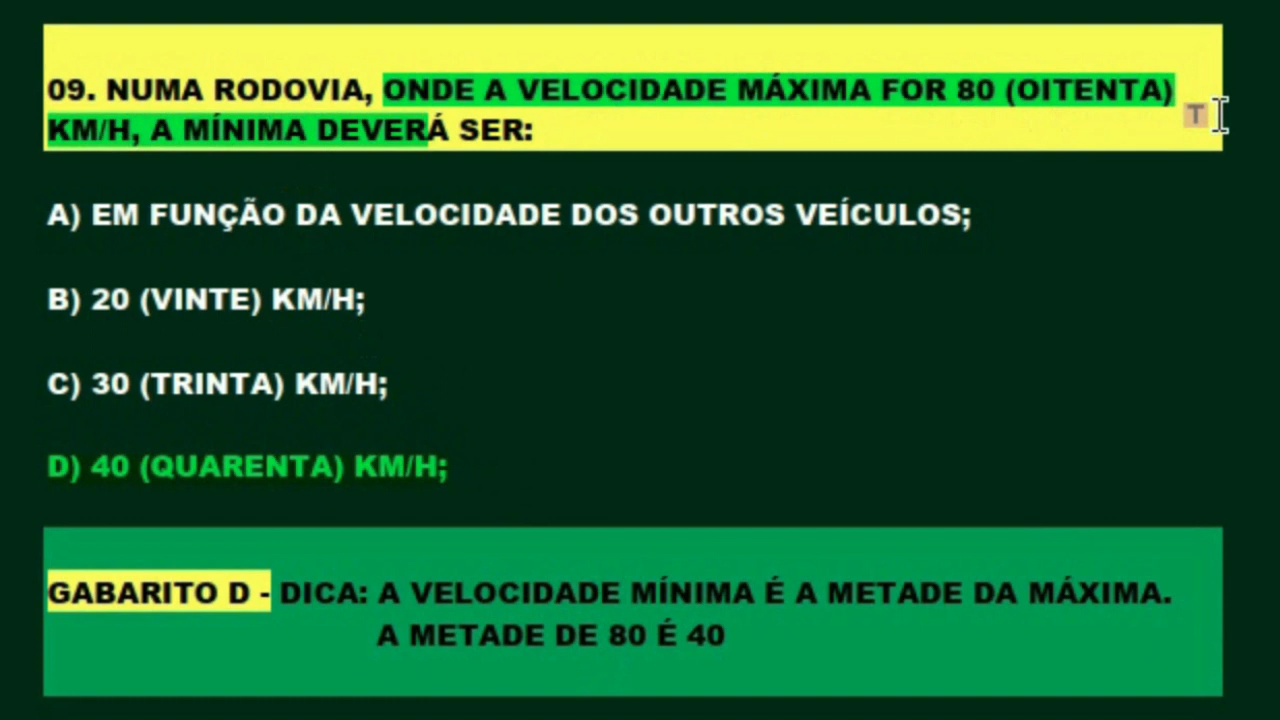 09. NUMA RODOVIA, ONDE A VELOCIDADE MÁXIMA FOR 80 (OITENTA)
KM/H, A MÍNIMA DEVERÁ SER:
T
A) EM FUNÇÃO DA VELOCIDADE DOS OUTROS VEÍCULOS;
B) 20 (VINTE) KM/H;
C) 30 (TRINTA) KM/H;
D) 40 (QUARENTA) KM/H;
GABARITO D - DICA: A VELOCIDADE MÍNIMA É A METADE DA MÁXIMA.
A METADE DE 80 É 40